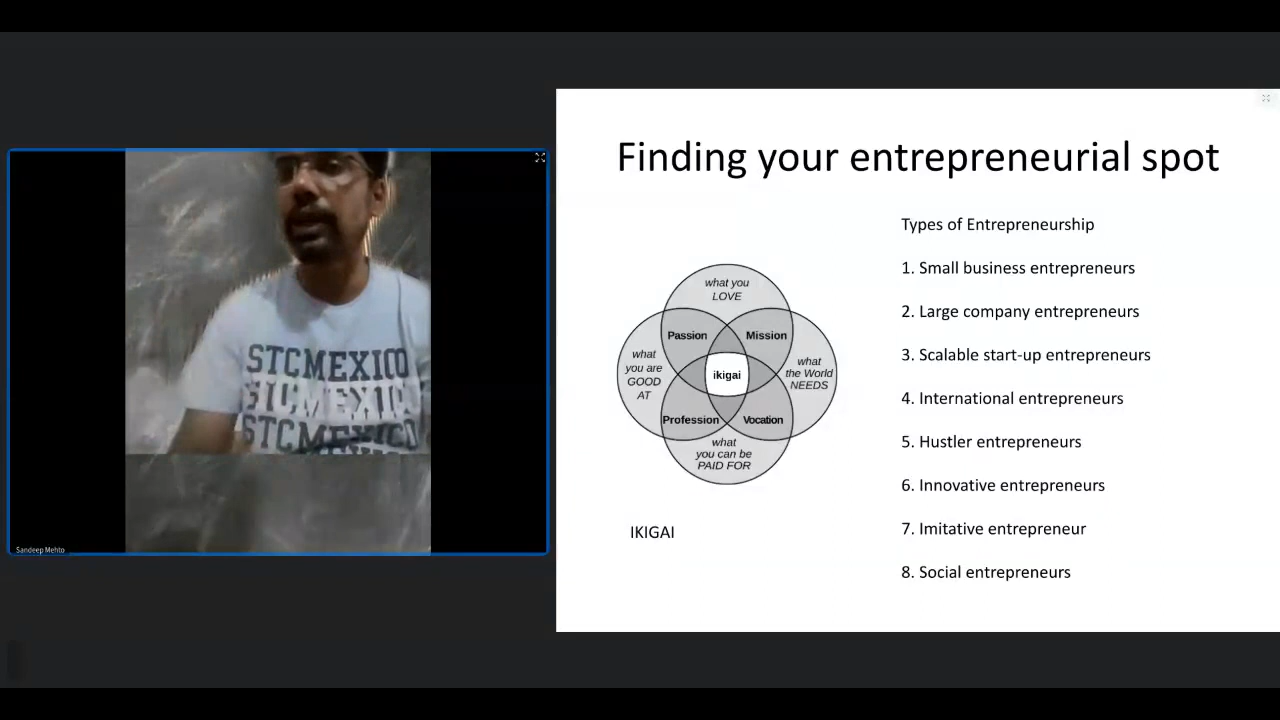 Finding your entrepreneurial spot
Types of Entrepreneurship
1. Small business entrepreneurs
2. Large company entrepreneurs
3. Scalable start-up entrepreneurs
4. International entrepreneurs
5. Hustler entrepreneurs
6. Innovative entrepreneurs
7. Imitative entrepreneur
8. Social entrepreneurs
what you
LOVE
Passion
Mission
what
you are
GOOD
AT
ikigai
what
the World
NEEDS
Profession
Vocation
what
you can be
PAID FOR
IKIGAI
STCMEXICO
STCMEXICO
STCMEXICO
Sandeep Mehto